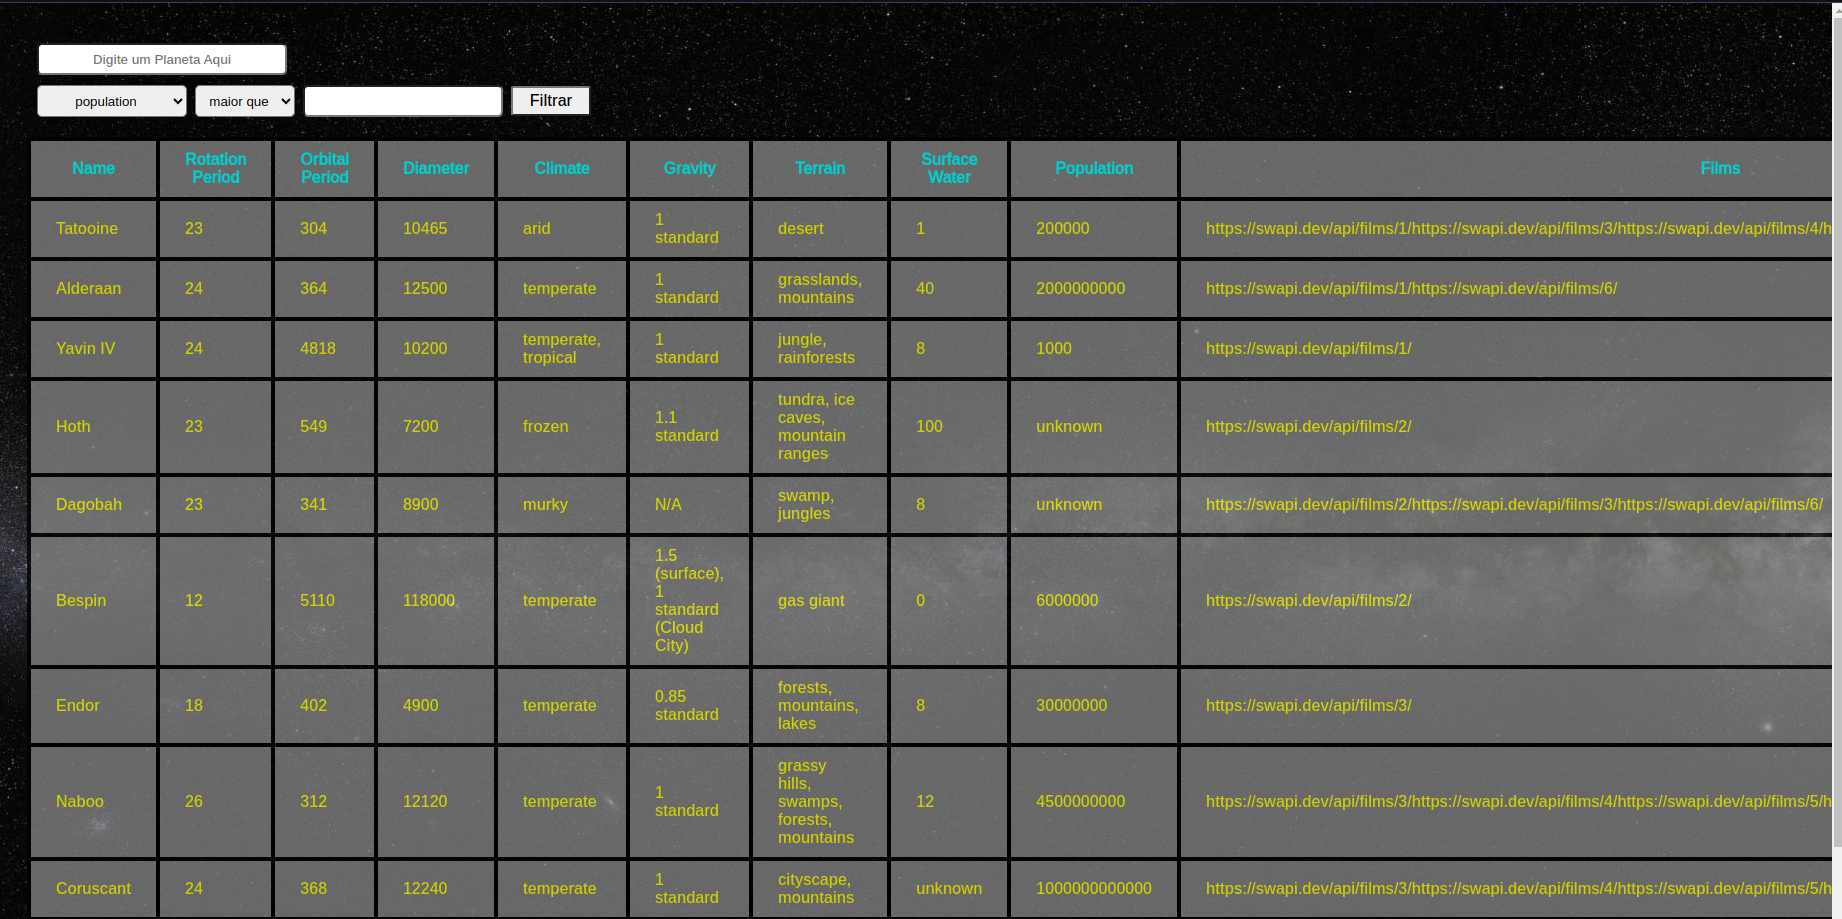 Digite um Planeta Aqui
population maior que Filtrar
Name Rotation Period Orbital Period Diameter Climate Gravity Terrain Surface Water Population Films
Tatooine 23 304 10465 arid 1 standard desert 1 200000 https://swapi.dev/api/films/1/https://swapi.dev/api/films/3/https://swapi.dev/api/films/4/h
Alderaan 24 364 12500 temperate 1 standard grasslands, mountains 40 2000000000 https://swapi.dev/api/films/1/https://swapi.dev/api/films/6/
Yavin IV 24 4818 10200 temperate, tropical 1 standard jungle, rainforests 8 1000 https://swapi.dev/api/films/1/
Hoth 23 549 7200 frozen 1.1 standard tundra, ice caves, mountain ranges 100 unknown https://swapi.dev/api/films/2/
Dagobah 23 341 8900 murky N/A swamp, jungles 8 unknown https://swapi.dev/api/films/2/https://swapi.dev/api/films/3/https://swapi.dev/api/films/6/
Bespin 12 5110 118000 temperate 1.5 (surface), 1 standard (Cloud City) gas giant 0 6000000 https://swapi.dev/api/films/2/
Endor 18 402 4900 temperate 0.85 standard forests, mountains, lakes 8 30000000 https://swapi.dev/api/films/3/
Naboo 26 312 12120 temperate 1 standard grassy hills, swamps, forests, mountains 12 4500000000 https://swapi.dev/api/films/3/https://swapi.dev/api/films/4/https://swapi.dev/api/films/5/h
Coruscant 24 368 12240 temperate 1 standard cityscape, mountains unknown 1000000000000 https://swapi.dev/api/films/3/https://swapi.dev/api/films/4/https://swapi.dev/api/films/5/h